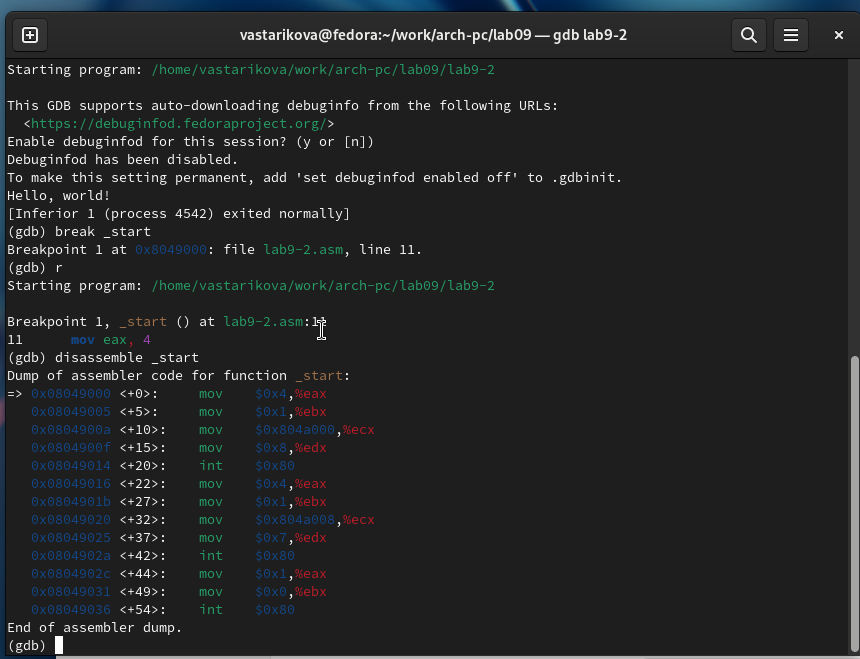 vastarikova@fedora:~/work/arch-pc/lab09 — gdb lab9-2
Starting program: /home/vastarikova/work/arch-pc/lab09/lab9-2
This GDB supports auto-downloading debuginfo from the following URLs:
  <https://debuginfod.fedoraproject.org/>
Enable debuginfod for this session? (y or [n])
Debuginfod has been disabled.
To make this setting permanent, add 'set debuginfod enabled off' to .gdbinit.
Hello, world!
[Inferior 1 (process 4542) exited normally]
(gdb) break _start
Breakpoint 1 at 0x8049000: file lab9-2.asm, line 11.
(gdb) r
Starting program: /home/vastarikova/work/arch-pc/lab09/lab9-2
Breakpoint 1, _start () at lab9-2.asm:11
11      mov eax, 4
(gdb) disassemble _start
Dump of assembler code for function _start:
=> 0x08049000 <+0>:     mov    $0x4,%eax
   0x08049005 <+5>:     mov    $0x1,%ebx
   0x0804900a <+10>:    mov    $0x804a000,%ecx
   0x0804900f <+15>:    mov    $0x8,%edx
   0x08049014 <+20>:    int    $0x80
   0x08049016 <+22>:    mov    $0x4,%eax
   0x0804901b <+27>:    mov    $0x1,%ebx
   0x08049020 <+32>:    mov    $0x804a008,%ecx
   0x08049025 <+37>:    mov    $0x7,%edx
   0x0804902a <+42>:    int    $0x80
   0x0804902c <+44>:    mov    $0x1,%eax
   0x08049031 <+49>:    mov    $0x0,%ebx
   0x08049036 <+54>:    int    $0x80
End of assembler dump.
(gdb)